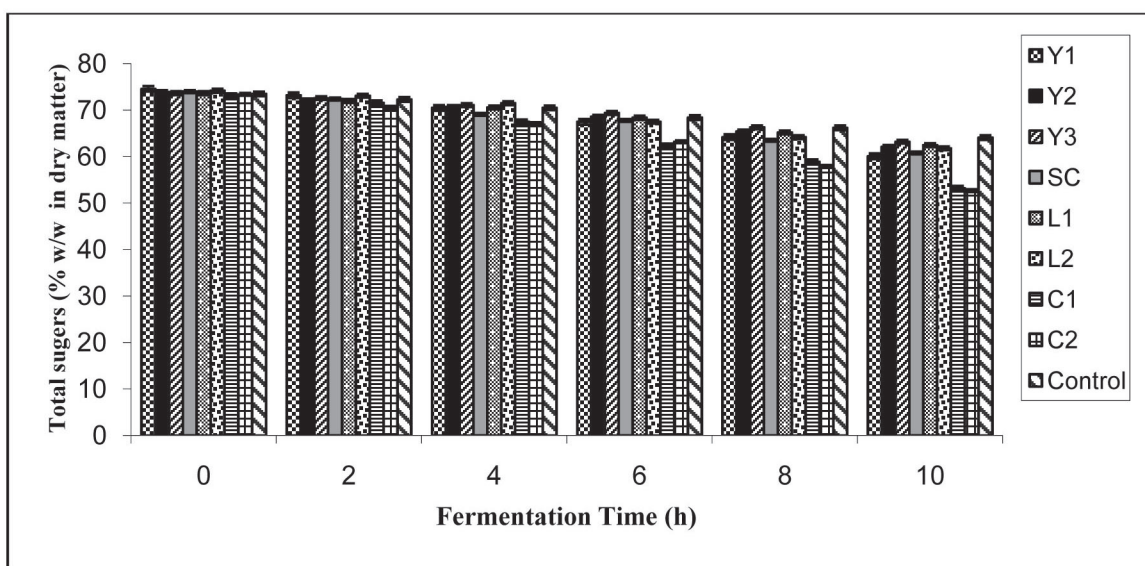 Total sugers (% w/w in dry matter)
80
70
60
50
40
30
20
10
0
0 2 4 6 8 10
Fermentation Time (h)
Y1
Y2
Y3
SC
L1
L2
C1
C2
Control